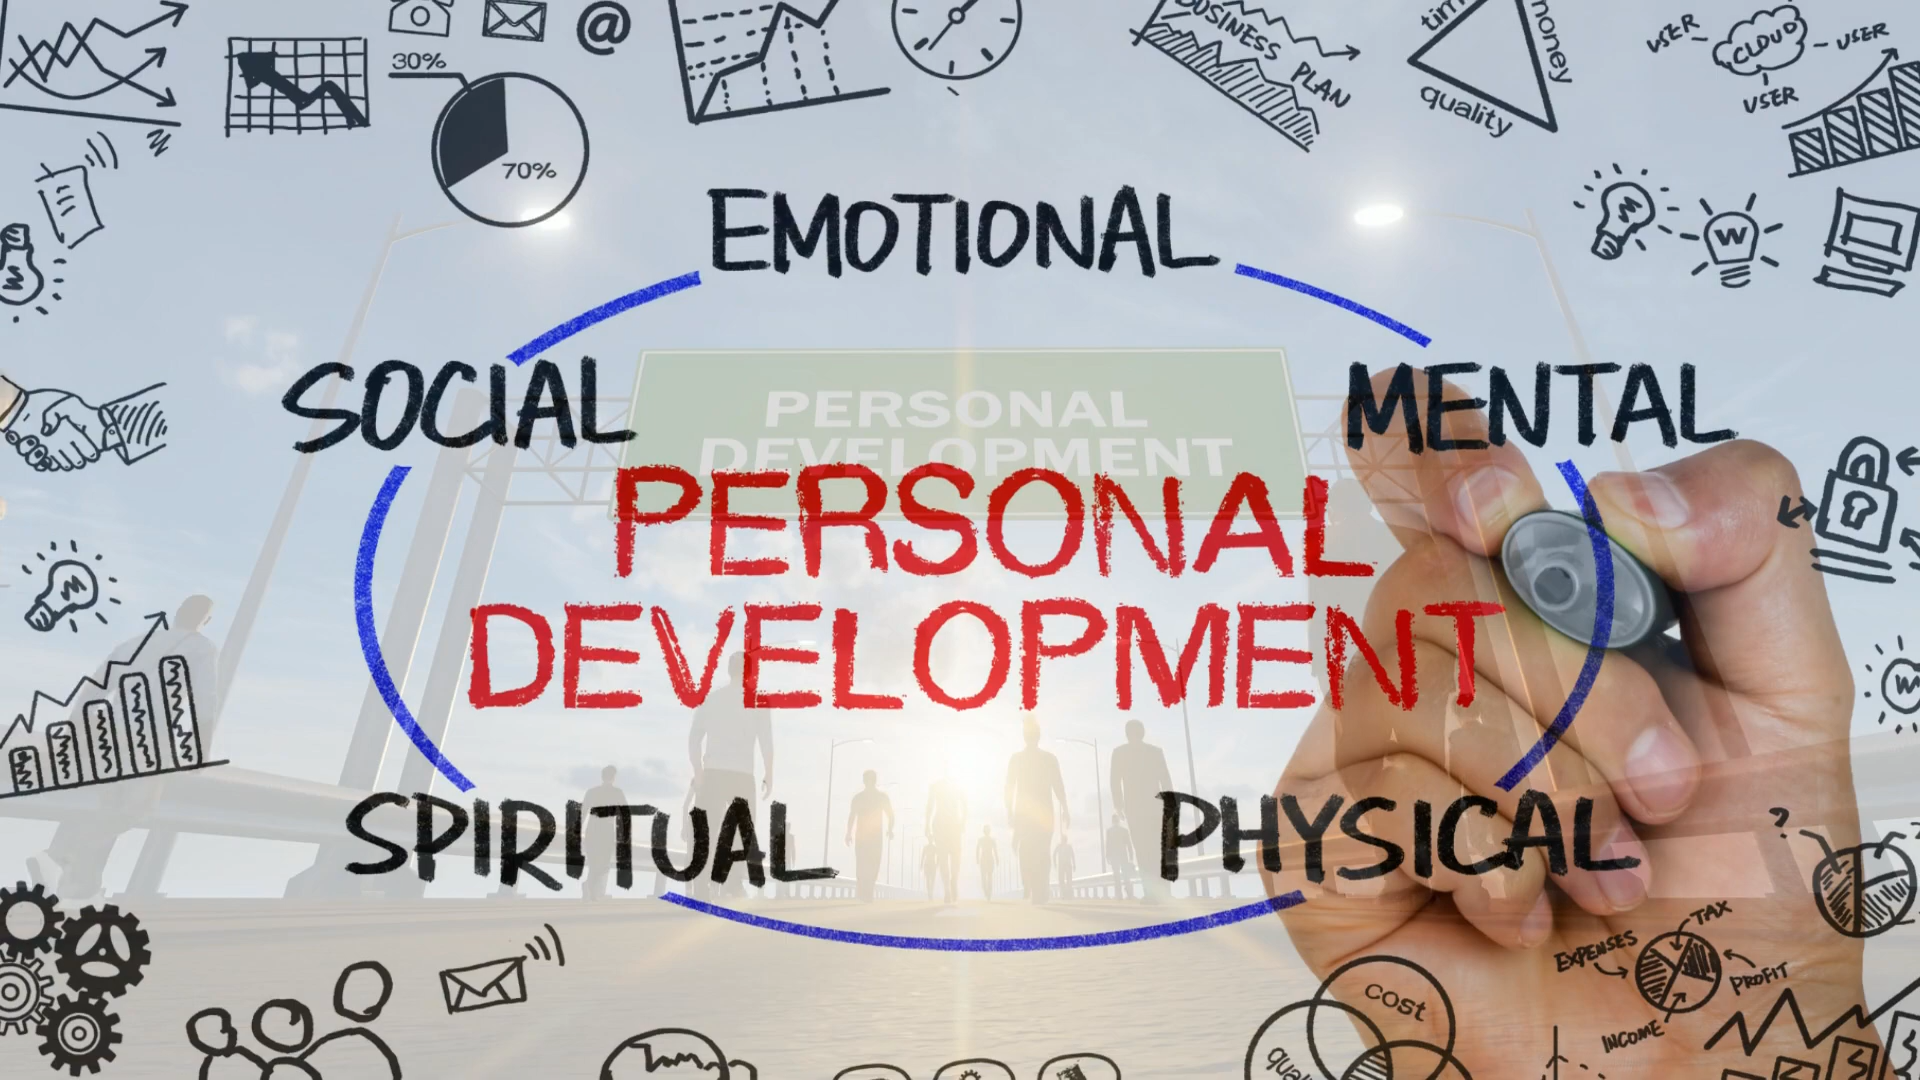 30%
@
70%
BUSINESS PLAN
money
quality
USER
CLOUD
USER
USER
W
EMOTIONAL
SOCIAL
MENTAL
PERSONAL
DEVELOPMENT
PERSONAL
DEVELOPMENT
SPIRITUAL
PHYSICAL
?
TAX
EXPENSES
PROFIT
INCOME
cost